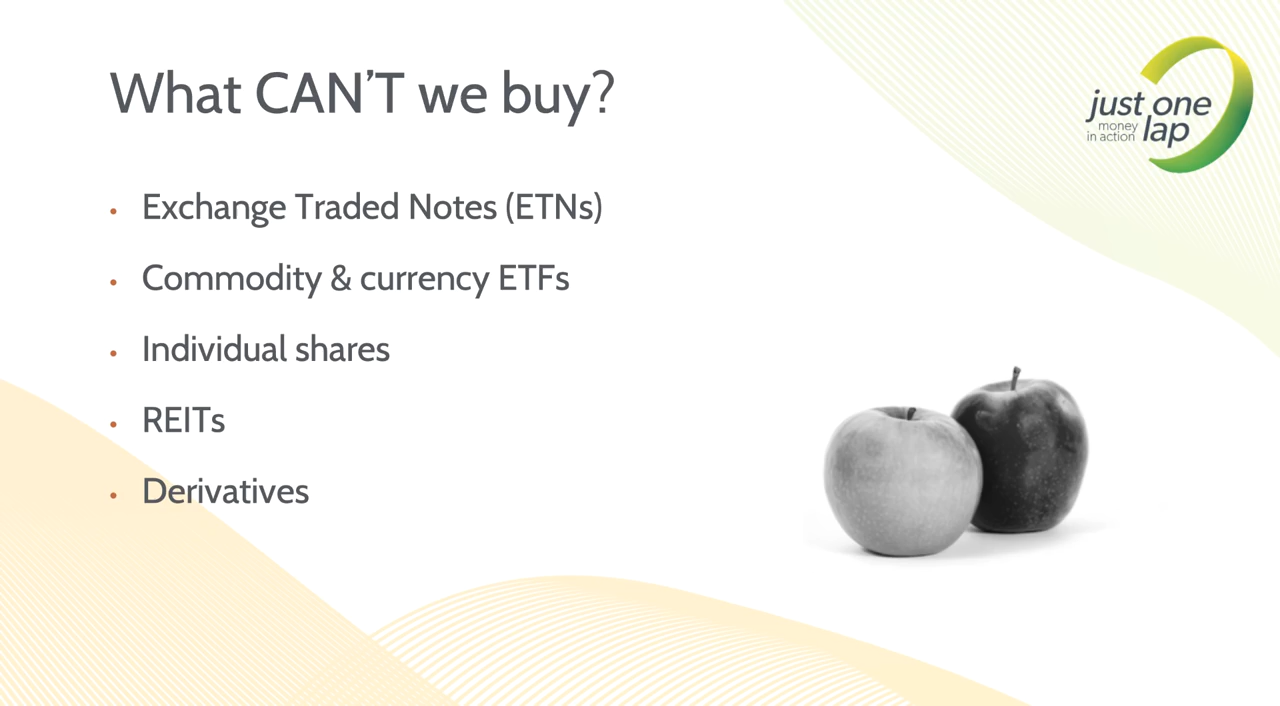 What CAN'T we buy?
just one
money
in action lap
• Exchange Traded Notes (ETNs)
• Commodity & currency ETFs
• Individual shares
• REITs
• Derivatives